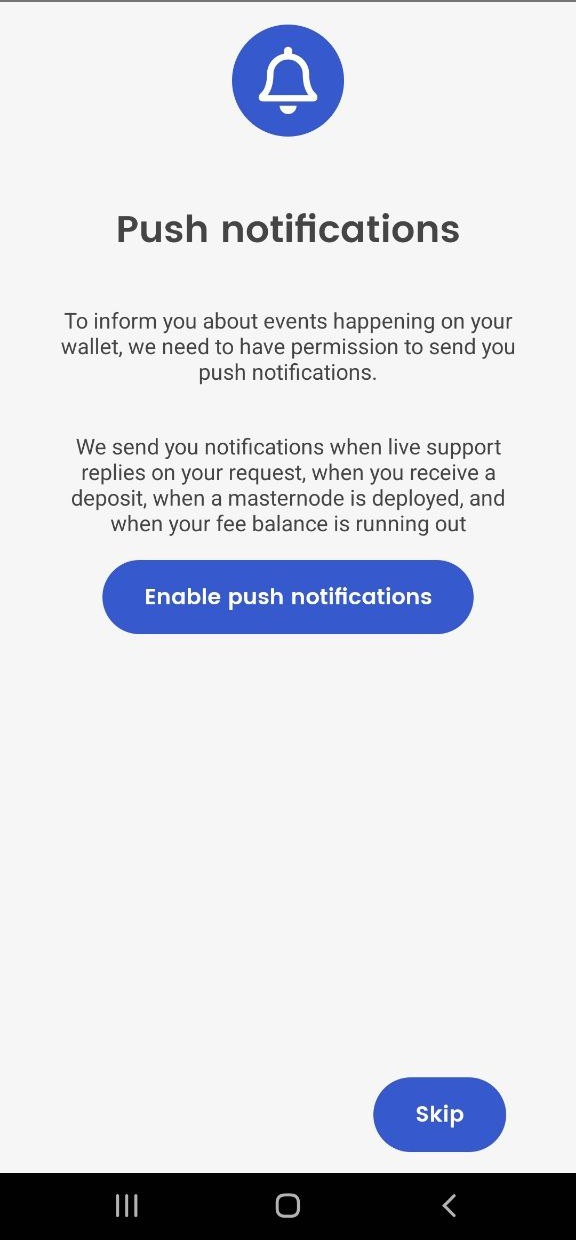 Push notifications
To inform you about events happening on your
wallet, we need to have permission to send you
push notifications.
We send you notifications when live support
replies on your request, when you receive a
deposit, when a masternode is deployed, and
when your fee balance is running out
Enable push notifications
Skip